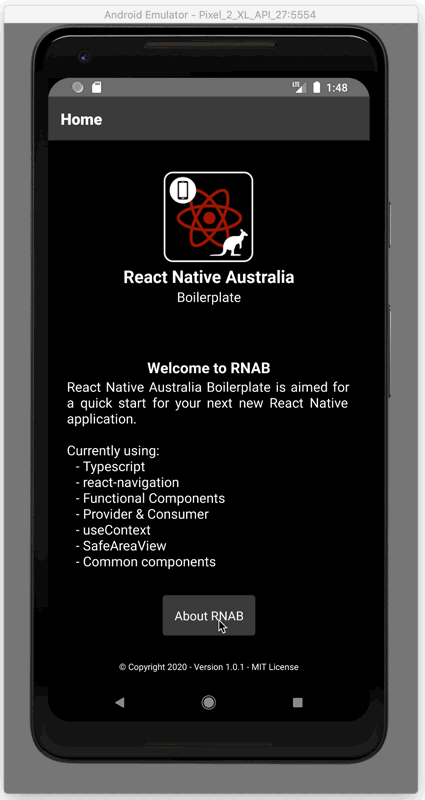 Android Emulator - Pixel_2_XL_API_27:5554
LTE 1:48
Home
React Native Australia
Boilerplate
Welcome to RNAB
React Native Australia Boilerplate is aimed for
a quick start for your next new React Native
application.
Currently using:
- Typescript
- react-navigation
- Functional Components
- Provider & Consumer
- useContext
- SafeAreaView
- Common components
About RNAB
© Copyright 2020 - Version 1.0.1 - MIT License